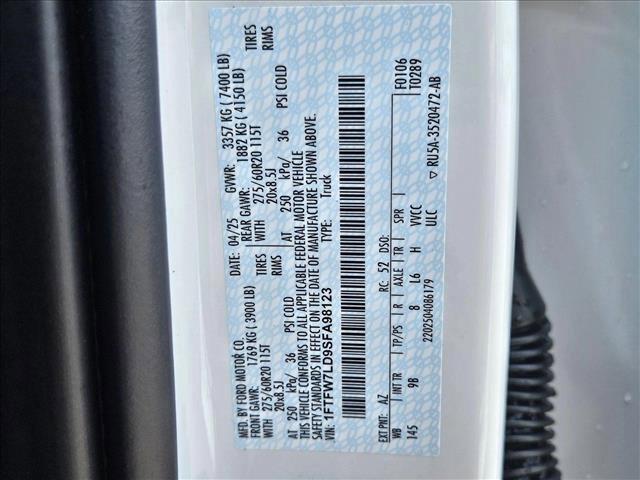 MFD. BY FORD MOTOR CO.
DATE: 04/25 GVWR: 3357 KG ( 7400 LB)
FRONT GAWR: 1769 KG ( 3900 LB) REAR GAWR: 1882 KG ( 4150 LB)
WITH 275/60R20 115T TIRES WITH 275/60R20 115T TIRES
20x8.5J RIMS 20x8.5J RIMS
AT 250 kPa/ 36 PSI COLD AT 250 kPa/ 36 PSI COLD
THIS VEHICLE CONFORMS TO ALL APPLICABLE FEDERAL MOTOR VEHICLE
SAFETY STANDARDS IN EFFECT ON THE DATE OF MANUFACTURE SHOWN ABOVE.
VIN: 1FTFW7LD9SFA98123 TYPE: Truck
F0106
T0289
EXT PNT: AZ RC: 52 DSO:
WB INT TR TP/PS R AXLE TR SPR
145 9B 8 L6 H VVCC
2202504086179 ULC
▽ RU5A-3520472-AB